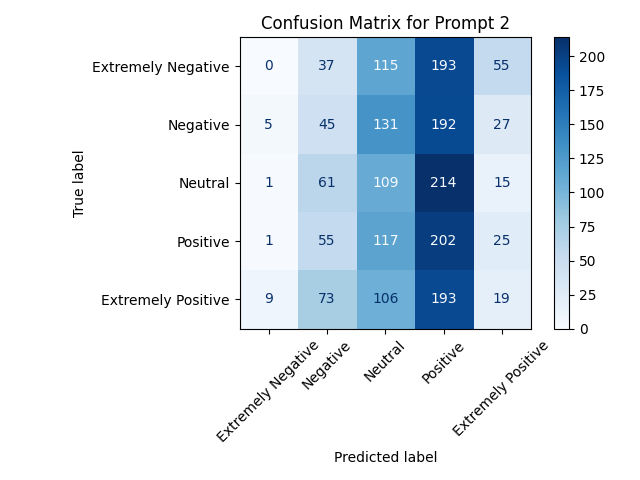 Confusion Matrix for Prompt 2
True label
Extremely Negative 0 37 115 193 55
Negative 5 45 131 192 27
Neutral 1 61 109 214 15
Positive 1 55 117 202 25
Extremely Positive 9 73 106 193 19
Extremely Negative Negative Neutral Positive Extremely Positive
Predicted label
200
175
150
125
100
75
50
25
0